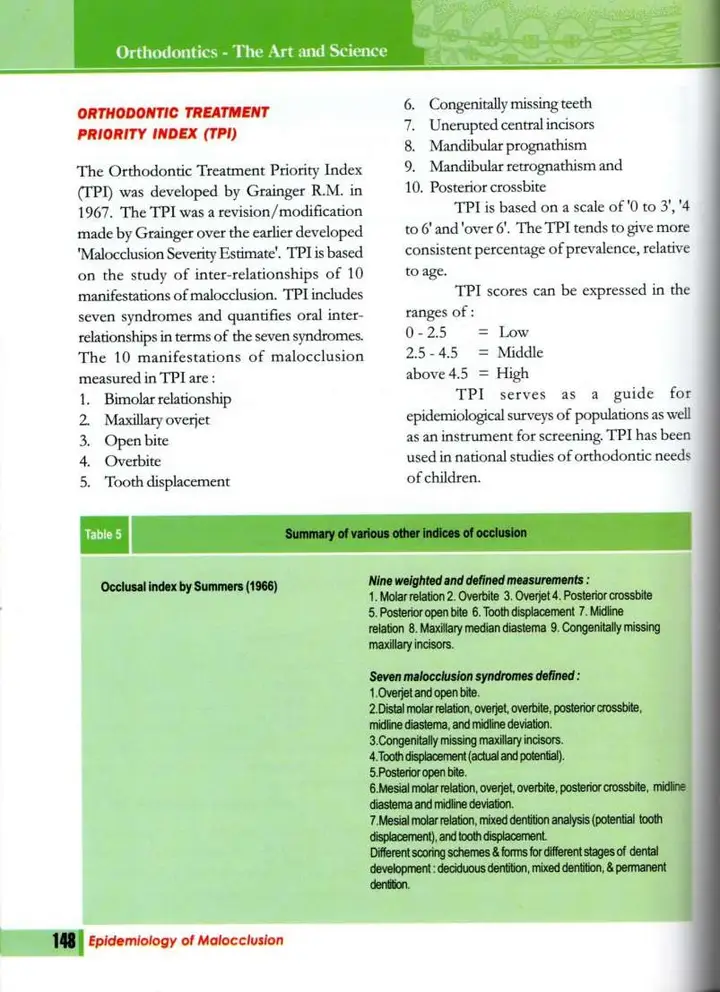 Orthodontics - The Art and Science
ORTHODONTIC TREATMENT
PRIORITY INDEX (TPI)
The Orthodontic Treatment Priority Index
(TPI) was developed by Grainger R.M. in
1967. The TPI was a revision/modification
made by Grainger over the earlier developed
'Malocclusion Severity Estimate'. TPI is based
on the study of inter-relationships of 10
manifestations of malocclusion. TPI includes
seven syndromes and quantifies oral inter-
relationships in terms of the seven syndromes.
The 10 manifestations of malocclusion
measured in TPI are :
1. Bimolar relationship
2. Maxillary overjet
3. Open bite
4. Overbite
5. Tooth displacement
6. Congenitally missing teeth
7. Unerupted central incisors
8. Mandibular prognathism
9. Mandibular retrognathism and
10. Posterior crossbite
TPI is based on a scale of '0 to 3', '4
to 6' and 'over 6'. The TPI tends to give more
consistent percentage of prevalence, relative
to age.
TPI scores can be expressed in the
ranges of :
0 - 2.5 = Low
2.5 - 4.5 = Middle
above 4.5 = High
TPI serves as a guide for
epidemiological surveys of populations as well
as an instrument for screening. TPI has been
used in national studies of orthodontic needs
of children.
Table 5
Summary of various other indices of occlusion
Occlusal index by Summers (1966)
Nine weighted and defined measurements :
1. Molar relation 2. Overbite 3. Overjet 4. Posterior crossbite
5. Posterior open bite 6. Tooth displacement 7. Midline
relation 8. Maxillary median diastema 9. Congenitally missing
maxillary incisors.
Seven malocclusion syndromes defined :
1.Overjet and open bite.
2.Distal molar relation, overjet, overbite, posterior crossbite,
midline diastema, and midline deviation.
3.Congenitally missing maxillary incisors.
4.Tooth displacement (actual and potential).
5.Posterior open bite.
6.Mesial molar relation, overjet, overbite, posterior crossbite, midline
diastema and midline deviation.
7.Mesial molar relation, mixed dentition analysis (potential tooth
displacement), and tooth displacement.
Different scoring schemes & forms for different stages of dental
development : deciduous dentition, mixed dentition, & permanent
dentition.
148 Epidemiology of Malocclusion